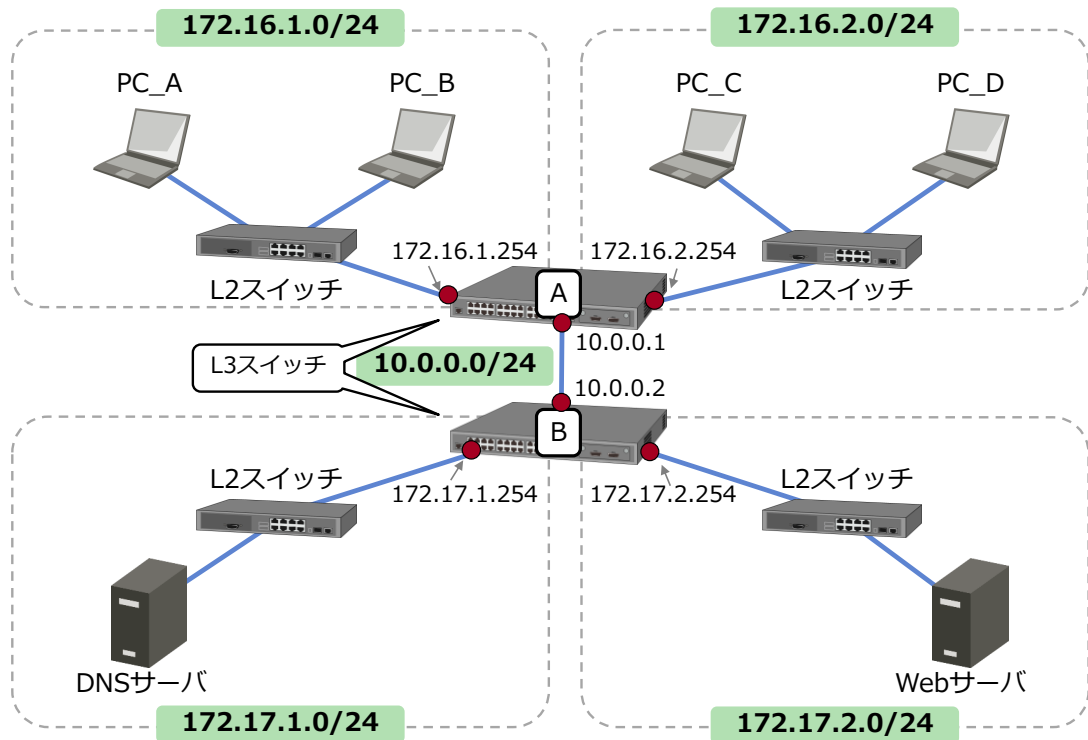 172.16.1.0/24
172.16.2.0/24
PC_A
PC_B
PC_C
PC_D
172.16.1.254
172.16.2.254
L2スイッチ
L2スイッチ
A
10.0.0.1
L3スイッチ
10.0.0.0/24
10.0.0.2
B
L2スイッチ
L2スイッチ
172.17.1.254
172.17.2.254
DNSサーバ
Webサーバ
172.17.1.0/24
172.17.2.0/24